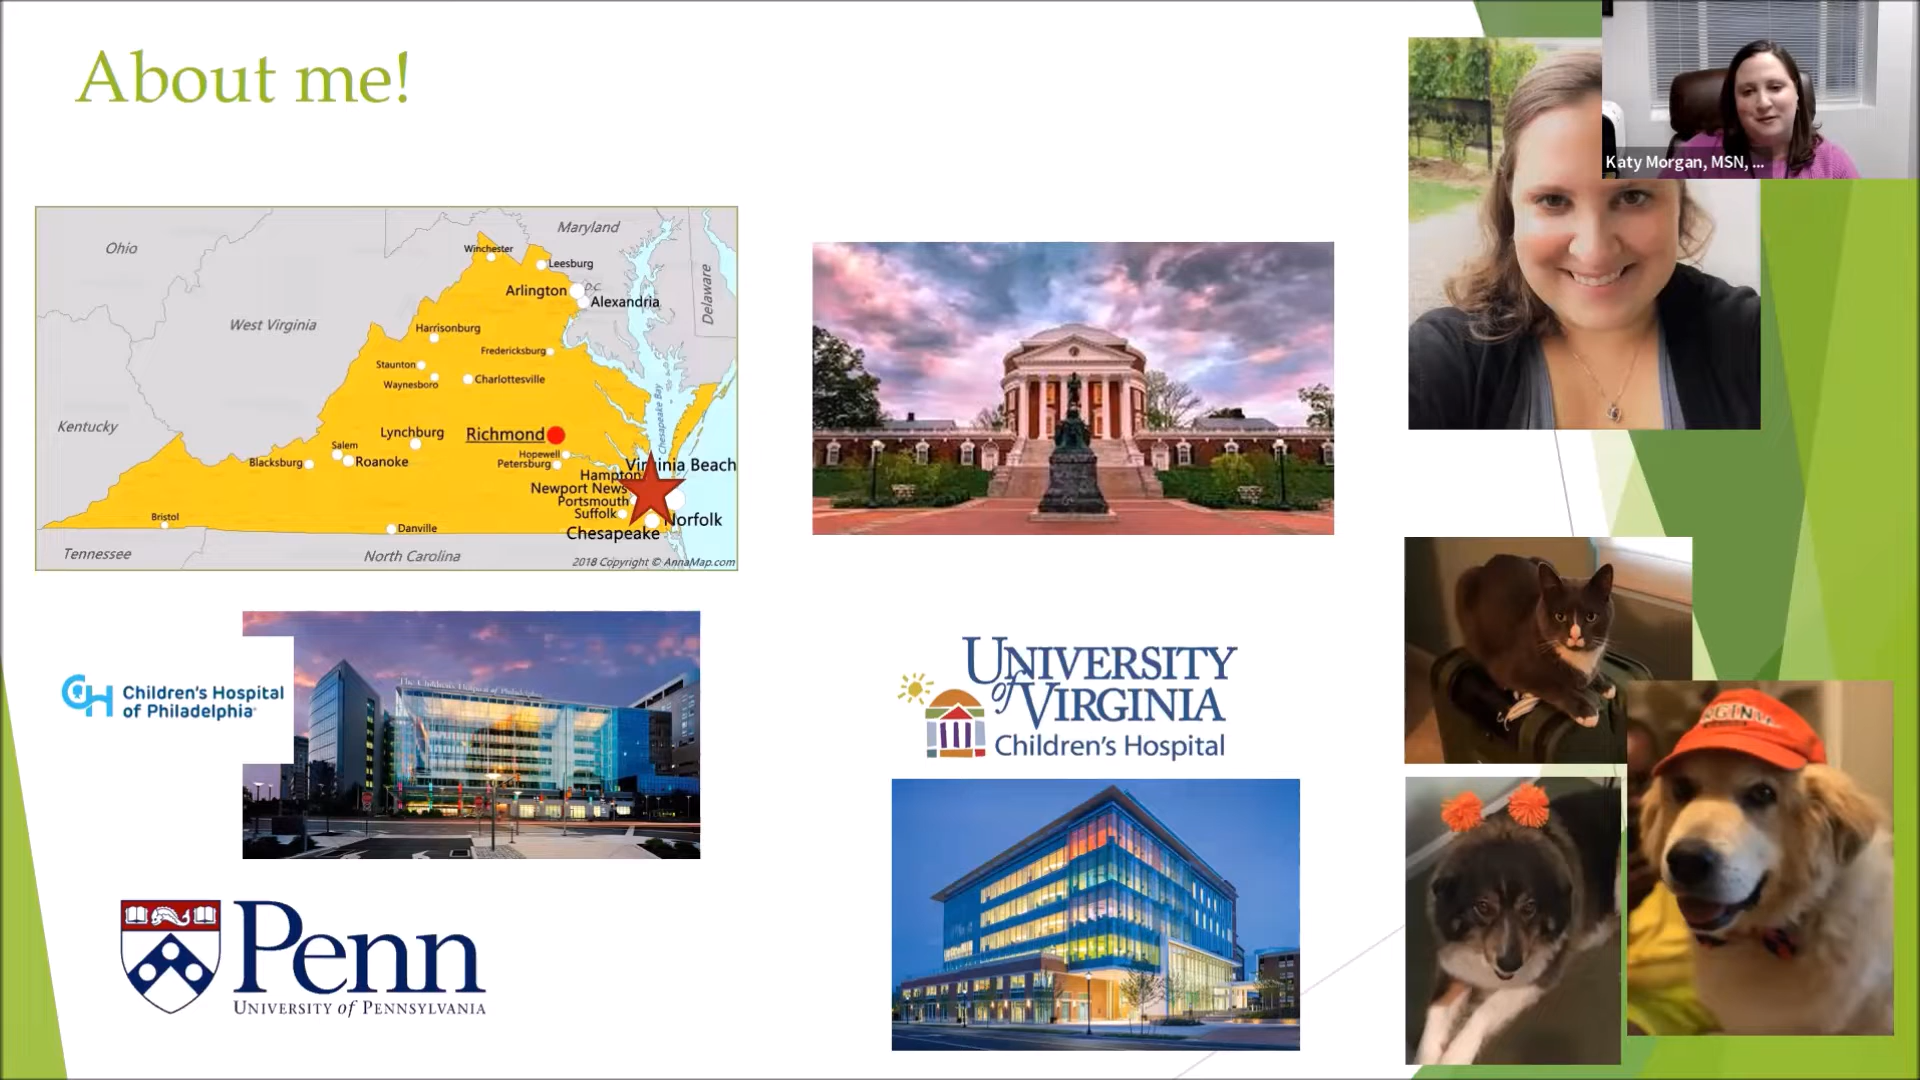 About me!
Katy Morgan, MSN, ...
Ohio
Maryland
Winchester
Leesburg
Arlington
D.C.
Alexandria
Delaware
West Virginia
Harrisonburg
Fredericksburg
Staunton
Waynesboro
Charlottesville
Chesapeake Bay
Kentucky
Lynchburg
Richmond
Salem
Roanoke
Blacksburg
Hopewell
Petersburg
Virginia Beach
Hampton
Newport News
Portsmouth
Suffolk
Norfolk
Chesapeake
Bristol
Danville
Tennessee
North Carolina
2018 Copyright © AnnaMap.com
CH
Children's Hospital
of Philadelphia
The Children's Hospital of Philadelphia
UNIVERSITY
of VIRGINIA
Children's Hospital
Penn
UNIVERSITY of PENNSYLVANIA